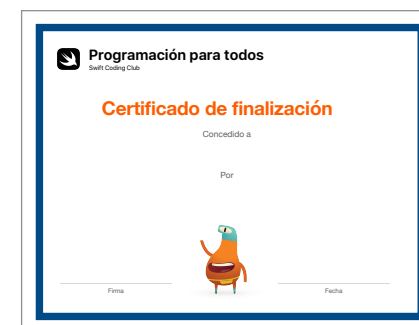 Programación para todos
Swift Coding Club
Certificado de finalización
Concedido a
Por
Firma
Fecha